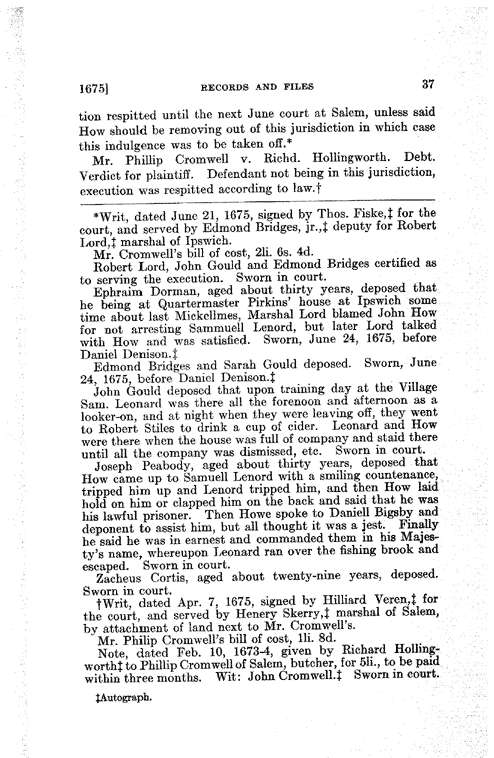 1675] RECORDS AND FILES 37
tion respitted until the next June court at Salem, unless said
How should be removing out of this jurisdiction in which case
this indulgence was to be taken off.*
Mr. Phillip Cromwell v. Richd. Hollingworth. Debt.
Verdict for plaintiff. Defendant not being in this jurisdiction,
execution was respitted according to law.†
*Writ, dated June 21, 1675, signed by Thos. Fiske,‡ for the
court, and served by Edmond Bridges, jr.,‡ deputy for Robert
Lord,‡ marshal of Ipswich.
Mr. Cromwell's bill of cost, 2li. 6s. 4d.
Robert Lord, John Gould and Edmond Bridges certified as
to serving the execution. Sworn in court.
Ephraim Dorman, aged about thirty years, deposed that
he being at Quartermaster Pirkins' house at Ipswich some
time about last Mickellmes, Marshal Lord blamed John How
for not arresting Sammuell Lenord, but later Lord talked
with How and was satisfied. Sworn, June 24, 1675, before
Daniel Denison.‡
Edmond Bridges and Sarah Gould deposed. Sworn, June
24, 1675, before Daniel Denison.‡
John Gould deposed that upon training day at the Village
Sam. Leonard was there all the forenoon and afternoon as a
looker-on, and at night when they were leaving off, they went
to Robert Stiles to drink a cup of cider. Leonard and How
were there when the house was full of company and staid there
until all the company was dismissed, etc. Sworn in court.
Joseph Peabody, aged about thirty years, deposed that
How came up to Samuell Lenord with a smiling countenance,
tripped him up and Lenord tripped him, and then How laid
hold on him or clapped him on the back and said that he was
his lawful prisoner. Then Howe spoke to Daniell Bigsby and
deponent to assist him, but all thought it was a jest. Finally
he said he was in earnest and commanded them in his Majes-
ty's name, whereupon Leonard ran over the fishing brook and
escaped. Sworn in court.
Zacheus Cortis, aged about twenty-nine years, deposed.
Sworn in court.
†Writ, dated Apr. 7, 1675, signed by Hilliard Veren,‡ for
the court, and served by Henery Skerry,‡ marshal of Salem,
by attachment of land next to Mr. Cromwell's.
Mr. Philip Cromwell's bill of cost, 1li. 8d.
Note, dated Feb. 10, 1673-4, given by Richard Holling-
worth‡ to Phillip Cromwell of Salem, butcher, for 5li., to be paid
within three months. Wit: John Cromwell.‡ Sworn in court.
‡Autograph.